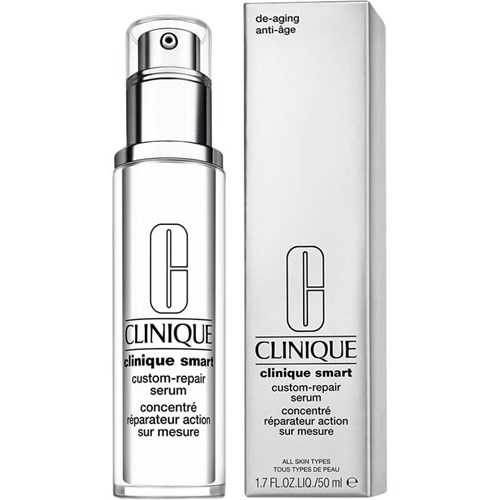 C
CLINIQUE
clinique smart
custom-repair
serum
concentré
réparateur action
sur mesure
de-aging
anti-âge
C
CLINIQUE
clinique smart
custom-repair
serum
concentré
réparateur action
sur mesure
ALL SKIN TYPES
TOUS TYPES DE PEAU
1.7 FL.OZ.LIQ./50 ml ℮